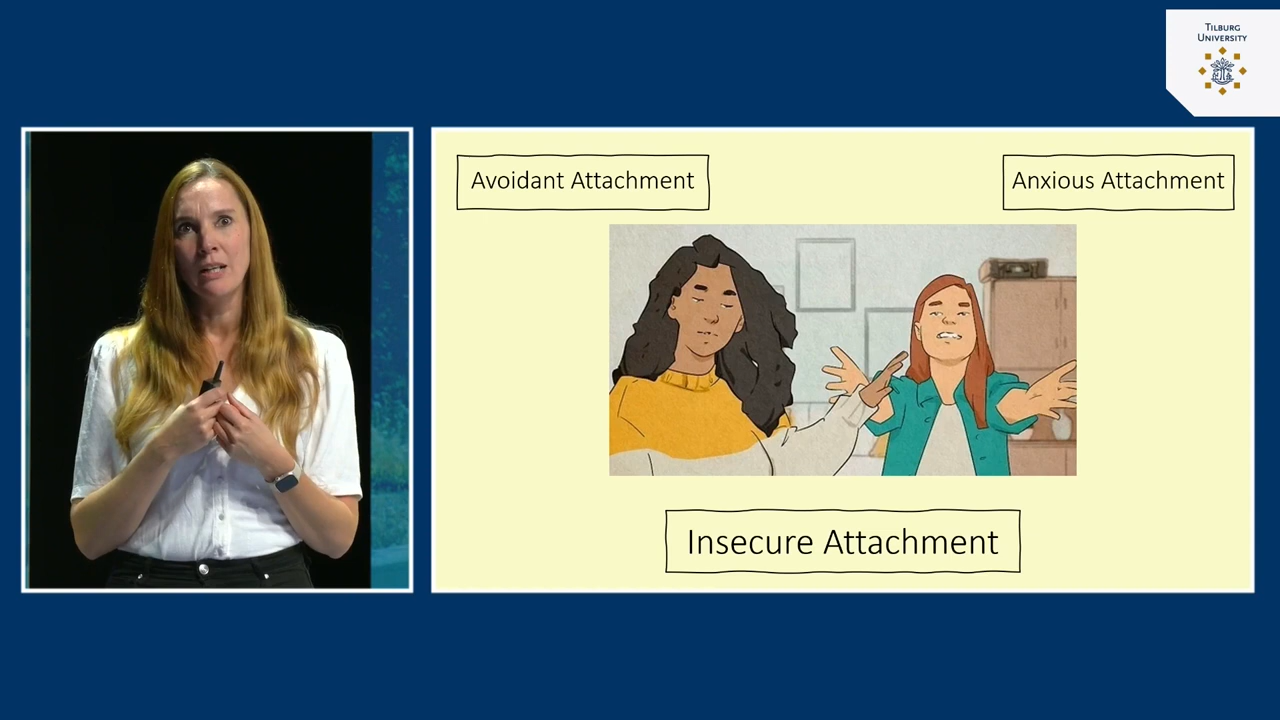 TILBURG
UNIVERSITY
Avoidant Attachment
Anxious Attachment
Insecure Attachment